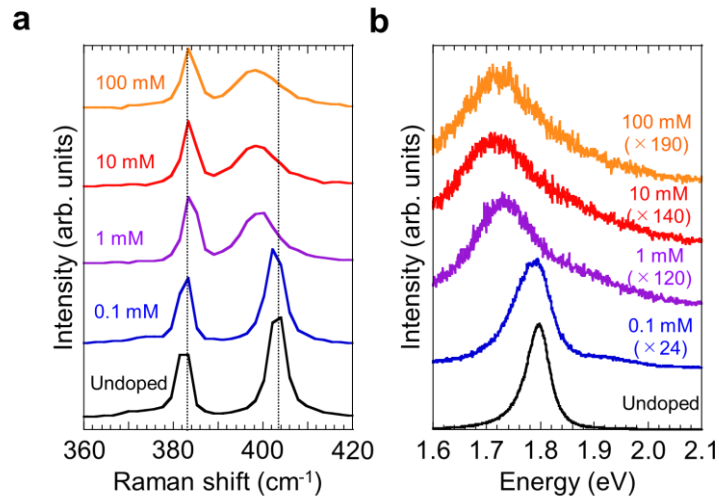 a
100 mM
10 mM
1 mM
0.1 mM
Undoped
Intensity (arb. units)
360 380 400 420
Raman shift (cm-1)
b
100 mM
(×190)
10 mM
(×140)
1 mM
(×120)
0.1 mM
(×24)
Undoped
Intensity (arb. units)
1.6 1.7 1.8 1.9 2.0 2.1
Energy (eV)